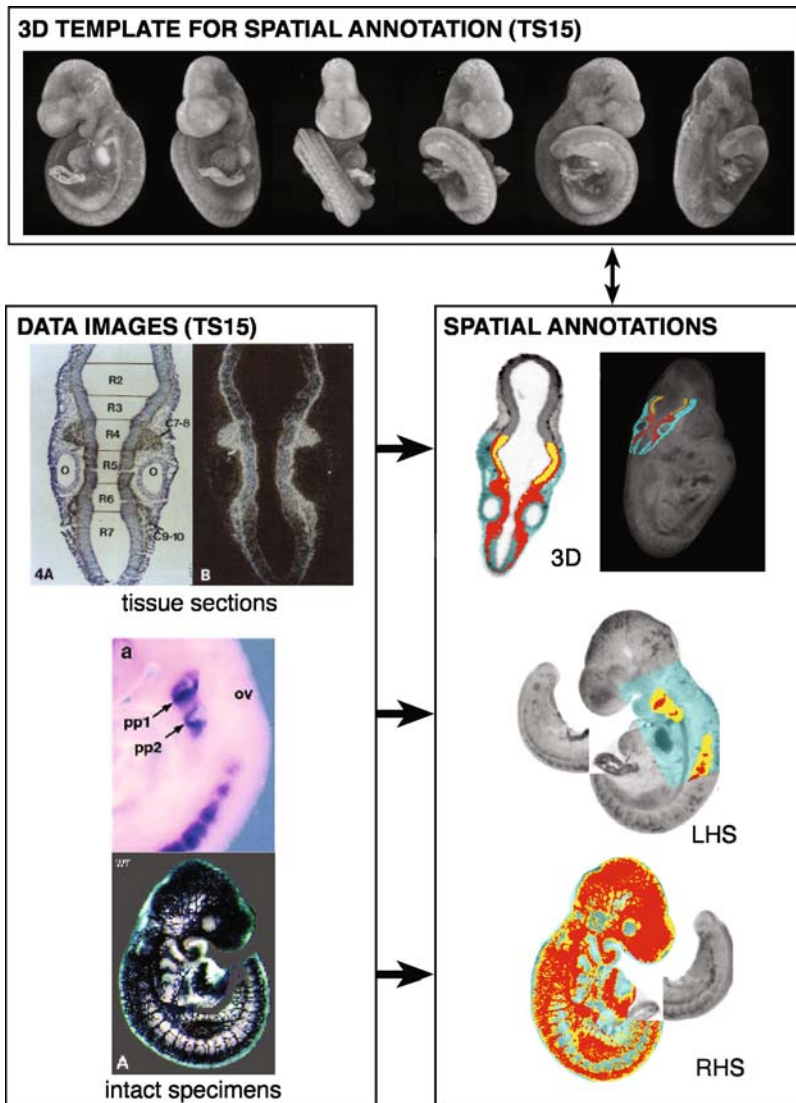 3D TEMPLATE FOR SPATIAL ANNOTATION (TS15)
DATA IMAGES (TS15)
R2
R3
R4
C7-8
O
R5
O
R6
R7
C9-10
4A
B
tissue sections
a
ov
pp1
pp2
WT
A
intact specimens
SPATIAL ANNOTATIONS
3D
LHS
RHS